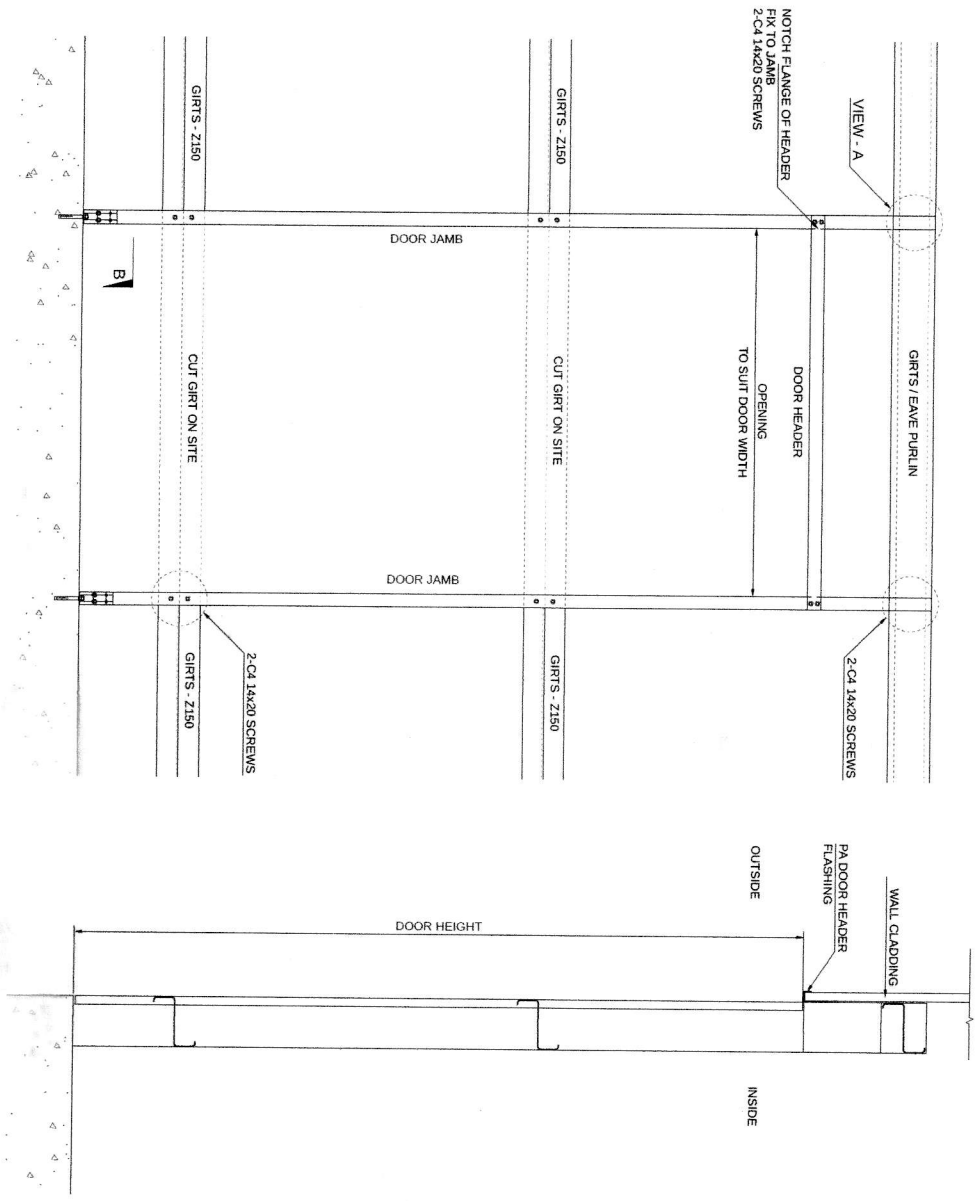 NOTCH FLANGE OF HEADER
FIX TO JAMB
2-C4 14x20 SCREWS
VIEW - A
GIRTS / EAVE PURLIN
GIRTS - Z150
GIRTS - Z150
DOOR JAMB
B
DOOR HEADER
OPENING
TO SUIT DOOR WIDTH
CUT GIRT ON SITE
CUT GIRT ON SITE
DOOR JAMB
2-C4 14x20 SCREWS
GIRTS - Z150
GIRTS - Z150
2-C4 14x20 SCREWS
OUTSIDE
PA DOOR HEADER
FLASHING
WALL CLADDING
DOOR HEIGHT
INSIDE